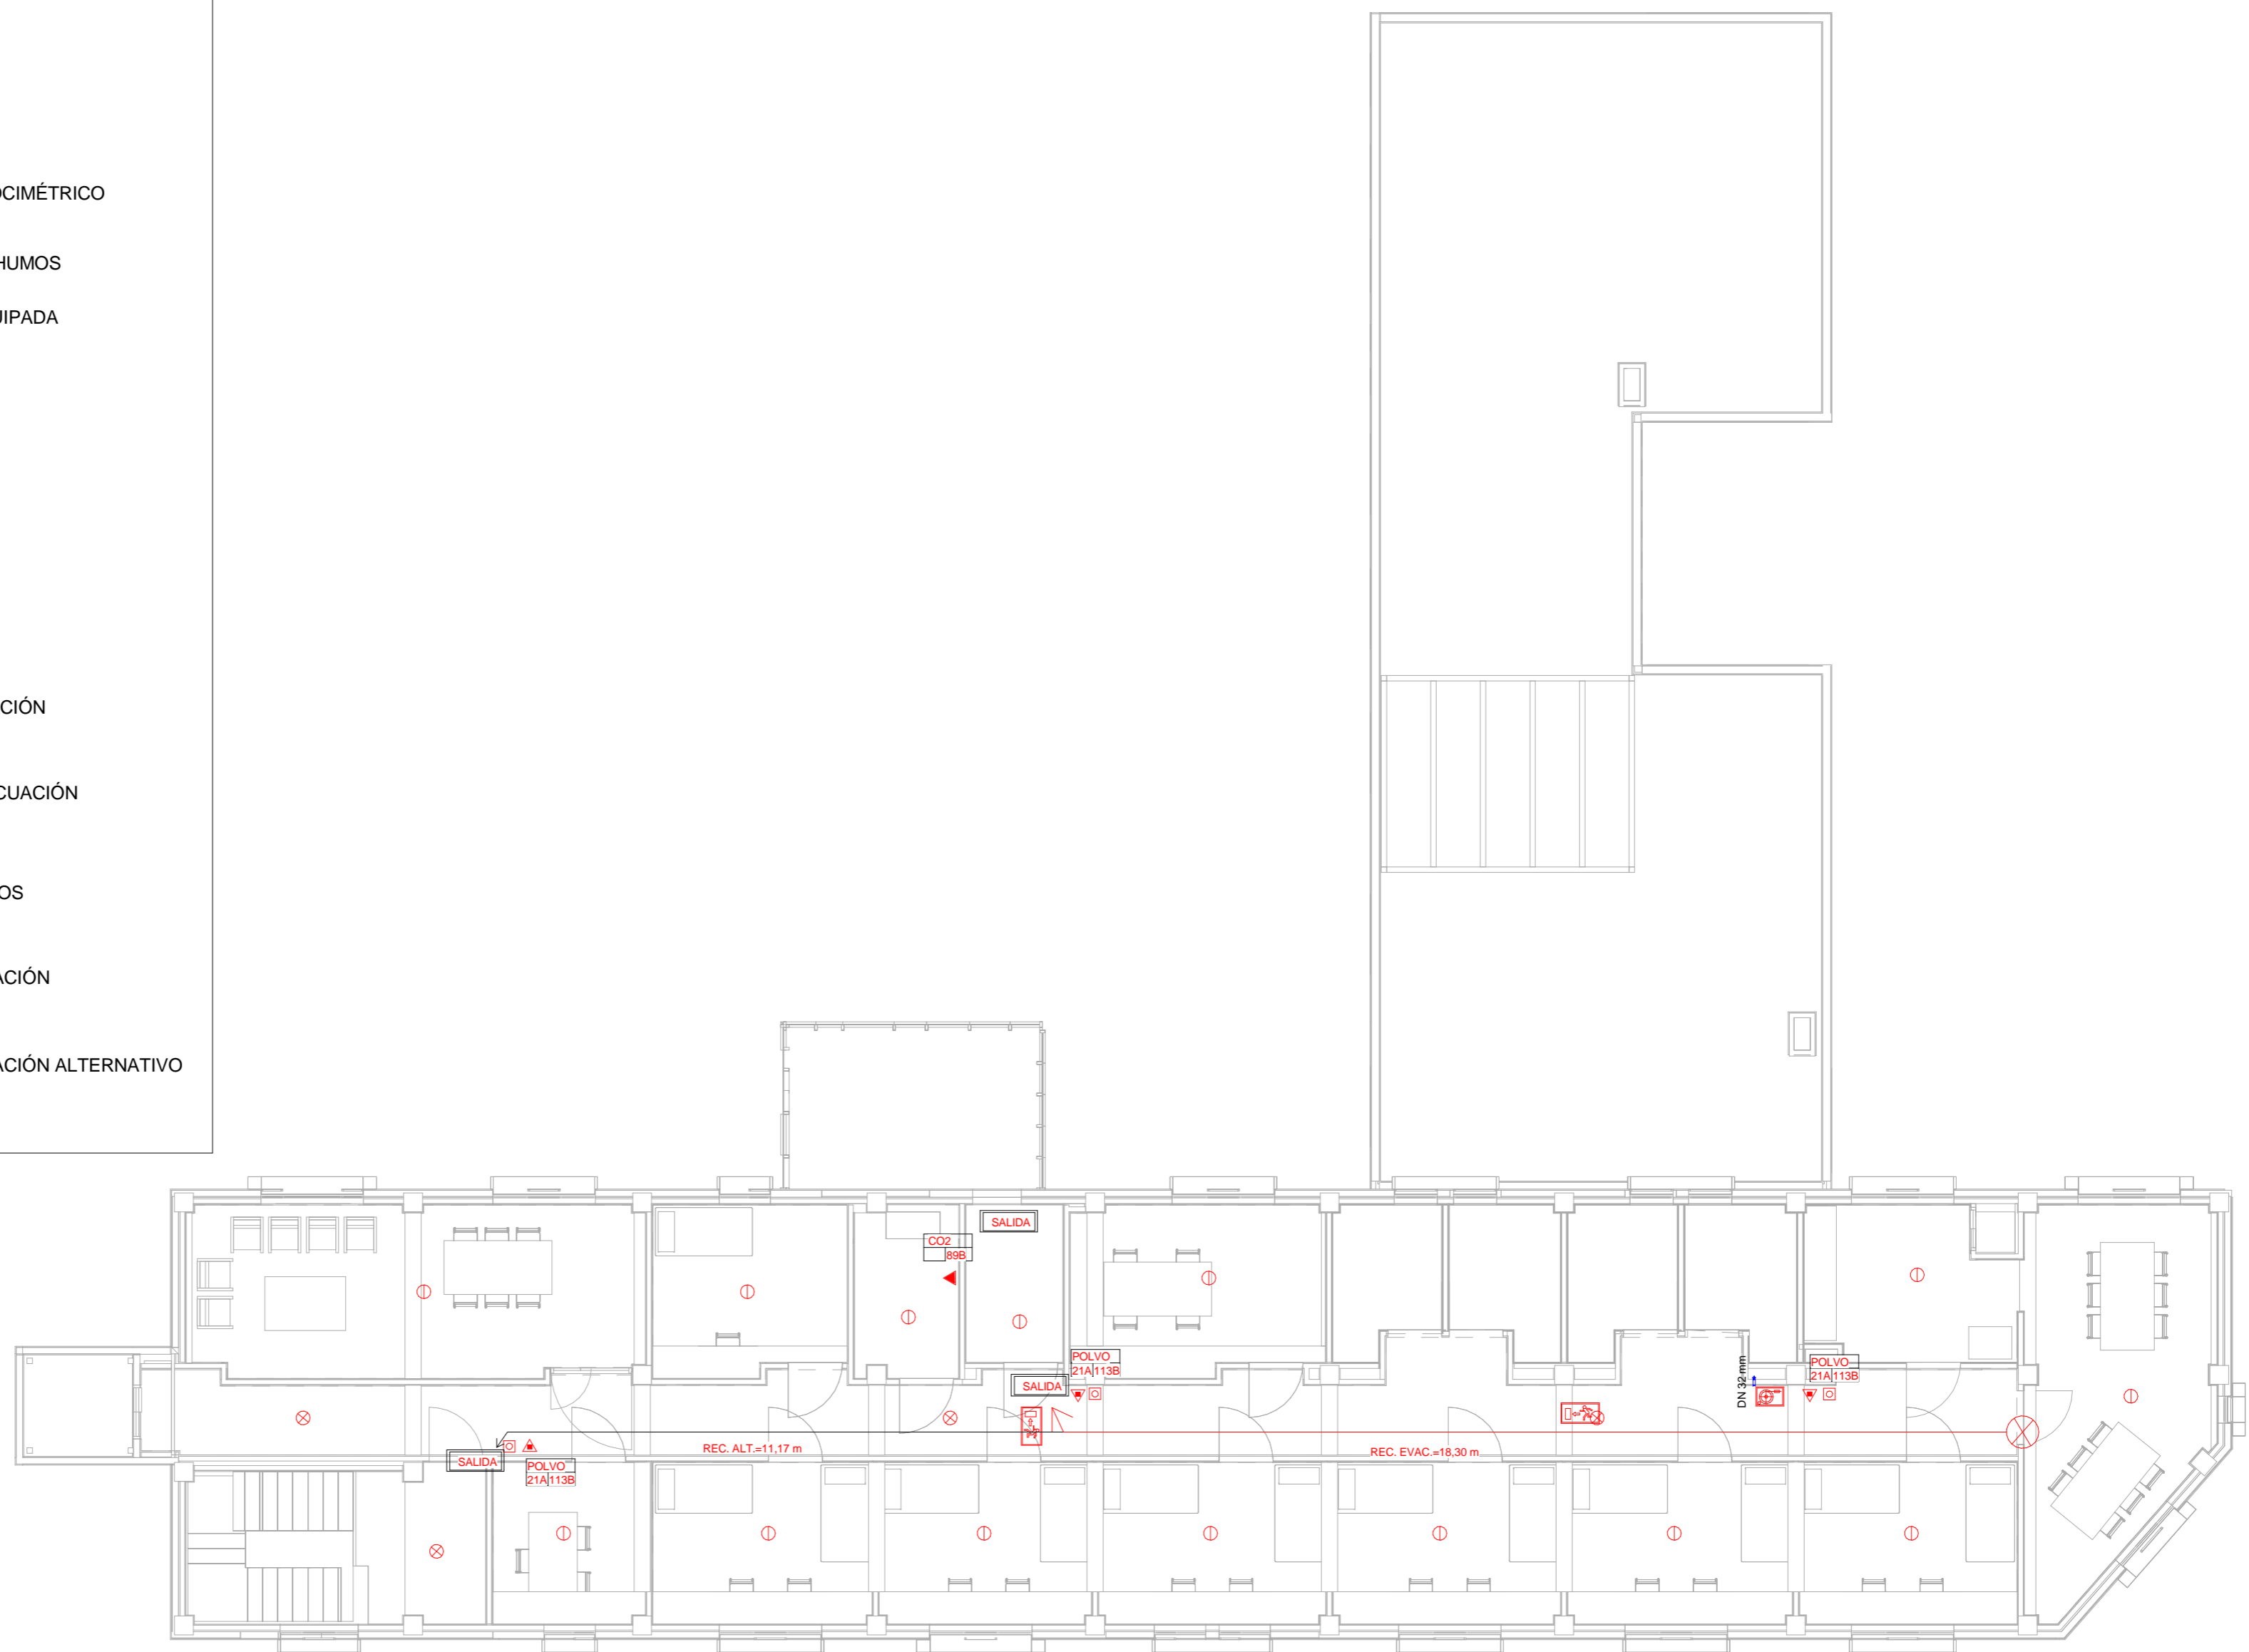 OCIMÉTRICO
HUMOS
UIPADA
CIÓN
CUACIÓN
OS
ACIÓN
ACIÓN ALTERNATIVO
SALIDA
CO2
89B
POLVO
21A 113B
SALIDA
DN 32 mm
POLVO
21A 113B
REC. ALT.=11,17 m
REC. EVAC.=18,30 m
SALIDA
POLVO
21A 113B